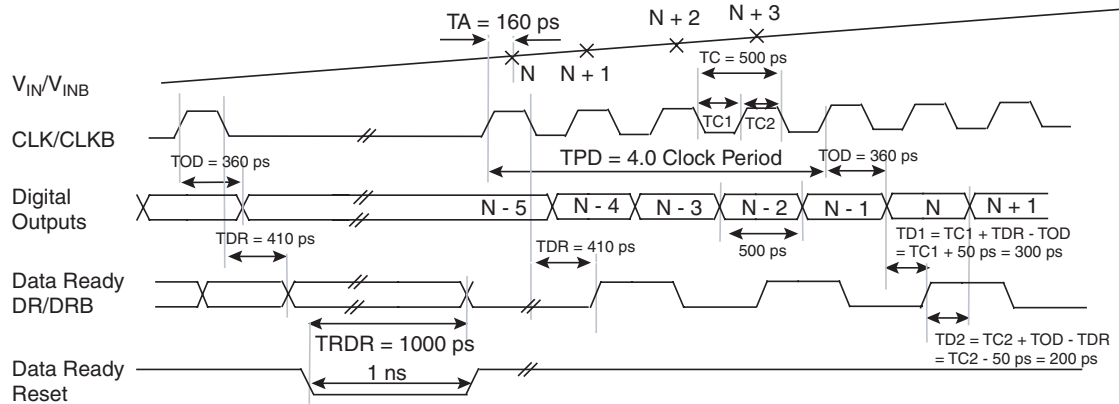 N + 3
N + 2
TA = 160 ps
N
N + 1
TC = 500 ps
VIN/VINB
TC1
TC2
CLK/CLKB
TOD = 360 ps
TPD = 4.0 Clock Period
TOD = 360 ps
Digital
Outputs
N - 5
N - 4
N - 3
N - 2
N - 1
N
N + 1
TDR = 410 ps
TDR = 410 ps
500 ps
TD1 = TC1 + TDR - TOD
= TC1 + 50 ps = 300 ps
Data Ready
DR/DRB
TRDR = 1000 ps
TD2 = TC2 + TOD - TDR
= TC2 - 50 ps = 200 ps
Data Ready
Reset
1 ns